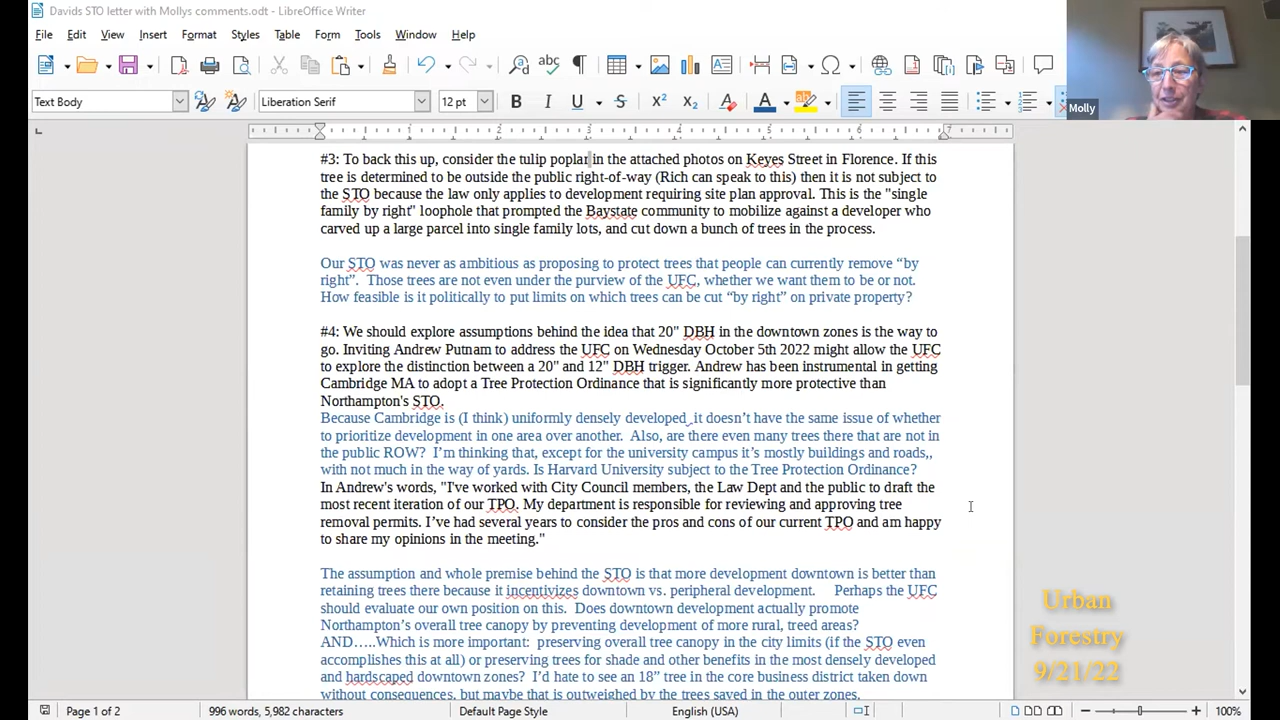 Davids STO letter with Mollys comments.odt - LibreOffice Writer
File Edit View Insert Format Styles Table Form Tools Window Help
Text Body Liberation Serif 12 pt
Molly
1 2 3 4 5 6 7
#3: To back this up, consider the tulip poplar in the attached photos on Keyes Street in Florence. If this
tree is determined to be outside the public right-of-way (Rich can speak to this) then it is not subject to
the STO because the law only applies to development requiring site plan approval. This is the "single
family by right" loophole that prompted the Baystate community to mobilize against a developer who
carved up a large parcel into single family lots, and cut down a bunch of trees in the process.
Our STO was never as ambitious as proposing to protect trees that people can currently remove “by
right”. Those trees are not even under the purview of the UFC, whether we want them to be or not.
How feasible is it politically to put limits on which trees can be cut “by right” on private property?
#4: We should explore assumptions behind the idea that 20" DBH in the downtown zones is the way to
go. Inviting Andrew Putnam to address the UFC on Wednesday October 5th 2022 might allow the UFC
to explore the distinction between a 20" and 12" DBH trigger. Andrew has been instrumental in getting
Cambridge MA to adopt a Tree Protection Ordinance that is significantly more protective than
Northampton's STO.
Because Cambridge is (I think) uniformly densely developed, it doesn’t have the same issue of whether
to prioritize development in one area over another. Also, are there even many trees there that are not in
the public ROW? I’m thinking that, except for the university campus it’s mostly buildings and roads,,
with not much in the way of yards. Is Harvard University subject to the Tree Protection Ordinance?
In Andrew's words, "I've worked with City Council members, the Law Dept and the public to draft the
most recent iteration of our TPO. My department is responsible for reviewing and approving tree
removal permits. I’ve had several years to consider the pros and cons of our current TPO and am happy
to share my opinions in the meeting."
The assumption and whole premise behind the STO is that more development downtown is better than
retaining trees there because it incentivizes downtown vs. peripheral development. Perhaps the UFC
should evaluate our own position on this. Does downtown development actually promote
Northampton’s overall tree canopy by preventing development of more rural, treed areas?
AND…..Which is more important: preserving overall tree canopy in the city limits (if the STO even
accomplishes this at all) or preserving trees for shade and other benefits in the most densely developed
and hardscaped downtown zones? I’d hate to see an 18” tree in the core business district taken down
without consequences, but maybe that is outweighed by the trees saved in the outer zones.
Urban
Forestry
9/21/22
Page 1 of 2 996 words, 5,982 characters Default Page Style English (USA) 100%